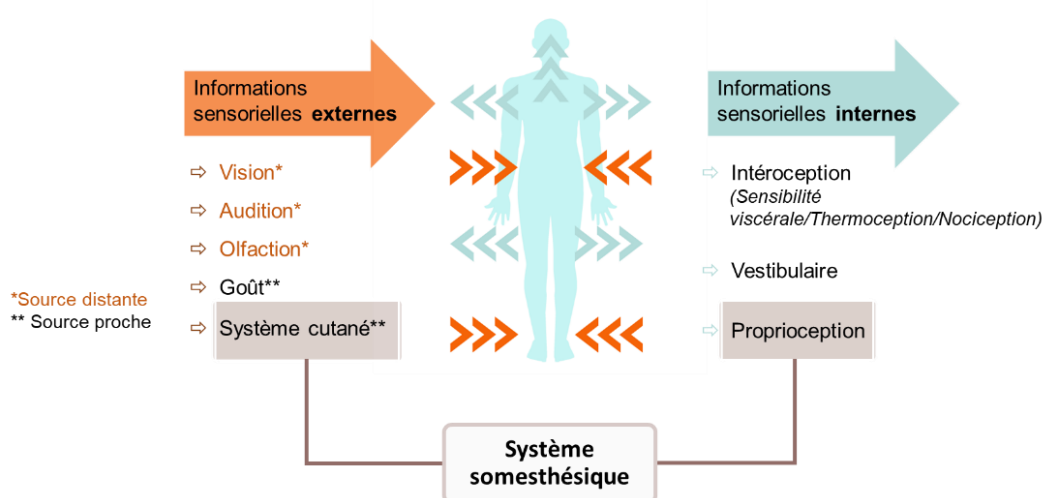 Informations
sensorielles externes
⇨ Vision*
⇨ Audition*
⇨ Olfaction*
⇨ Goût**
⇨ Système cutané**
*Source distante
** Source proche
Informations
sensorielles internes
⇨ Intéroception
(Sensibilité
viscérale/Thermoception/Nociception)
⇨ Vestibulaire
⇨ Proprioception
Système
somesthésique